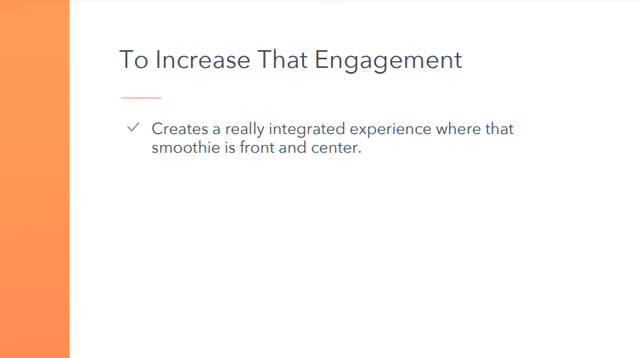 To Increase That Engagement
Creates a really integrated experience where that
smoothie is front and center.